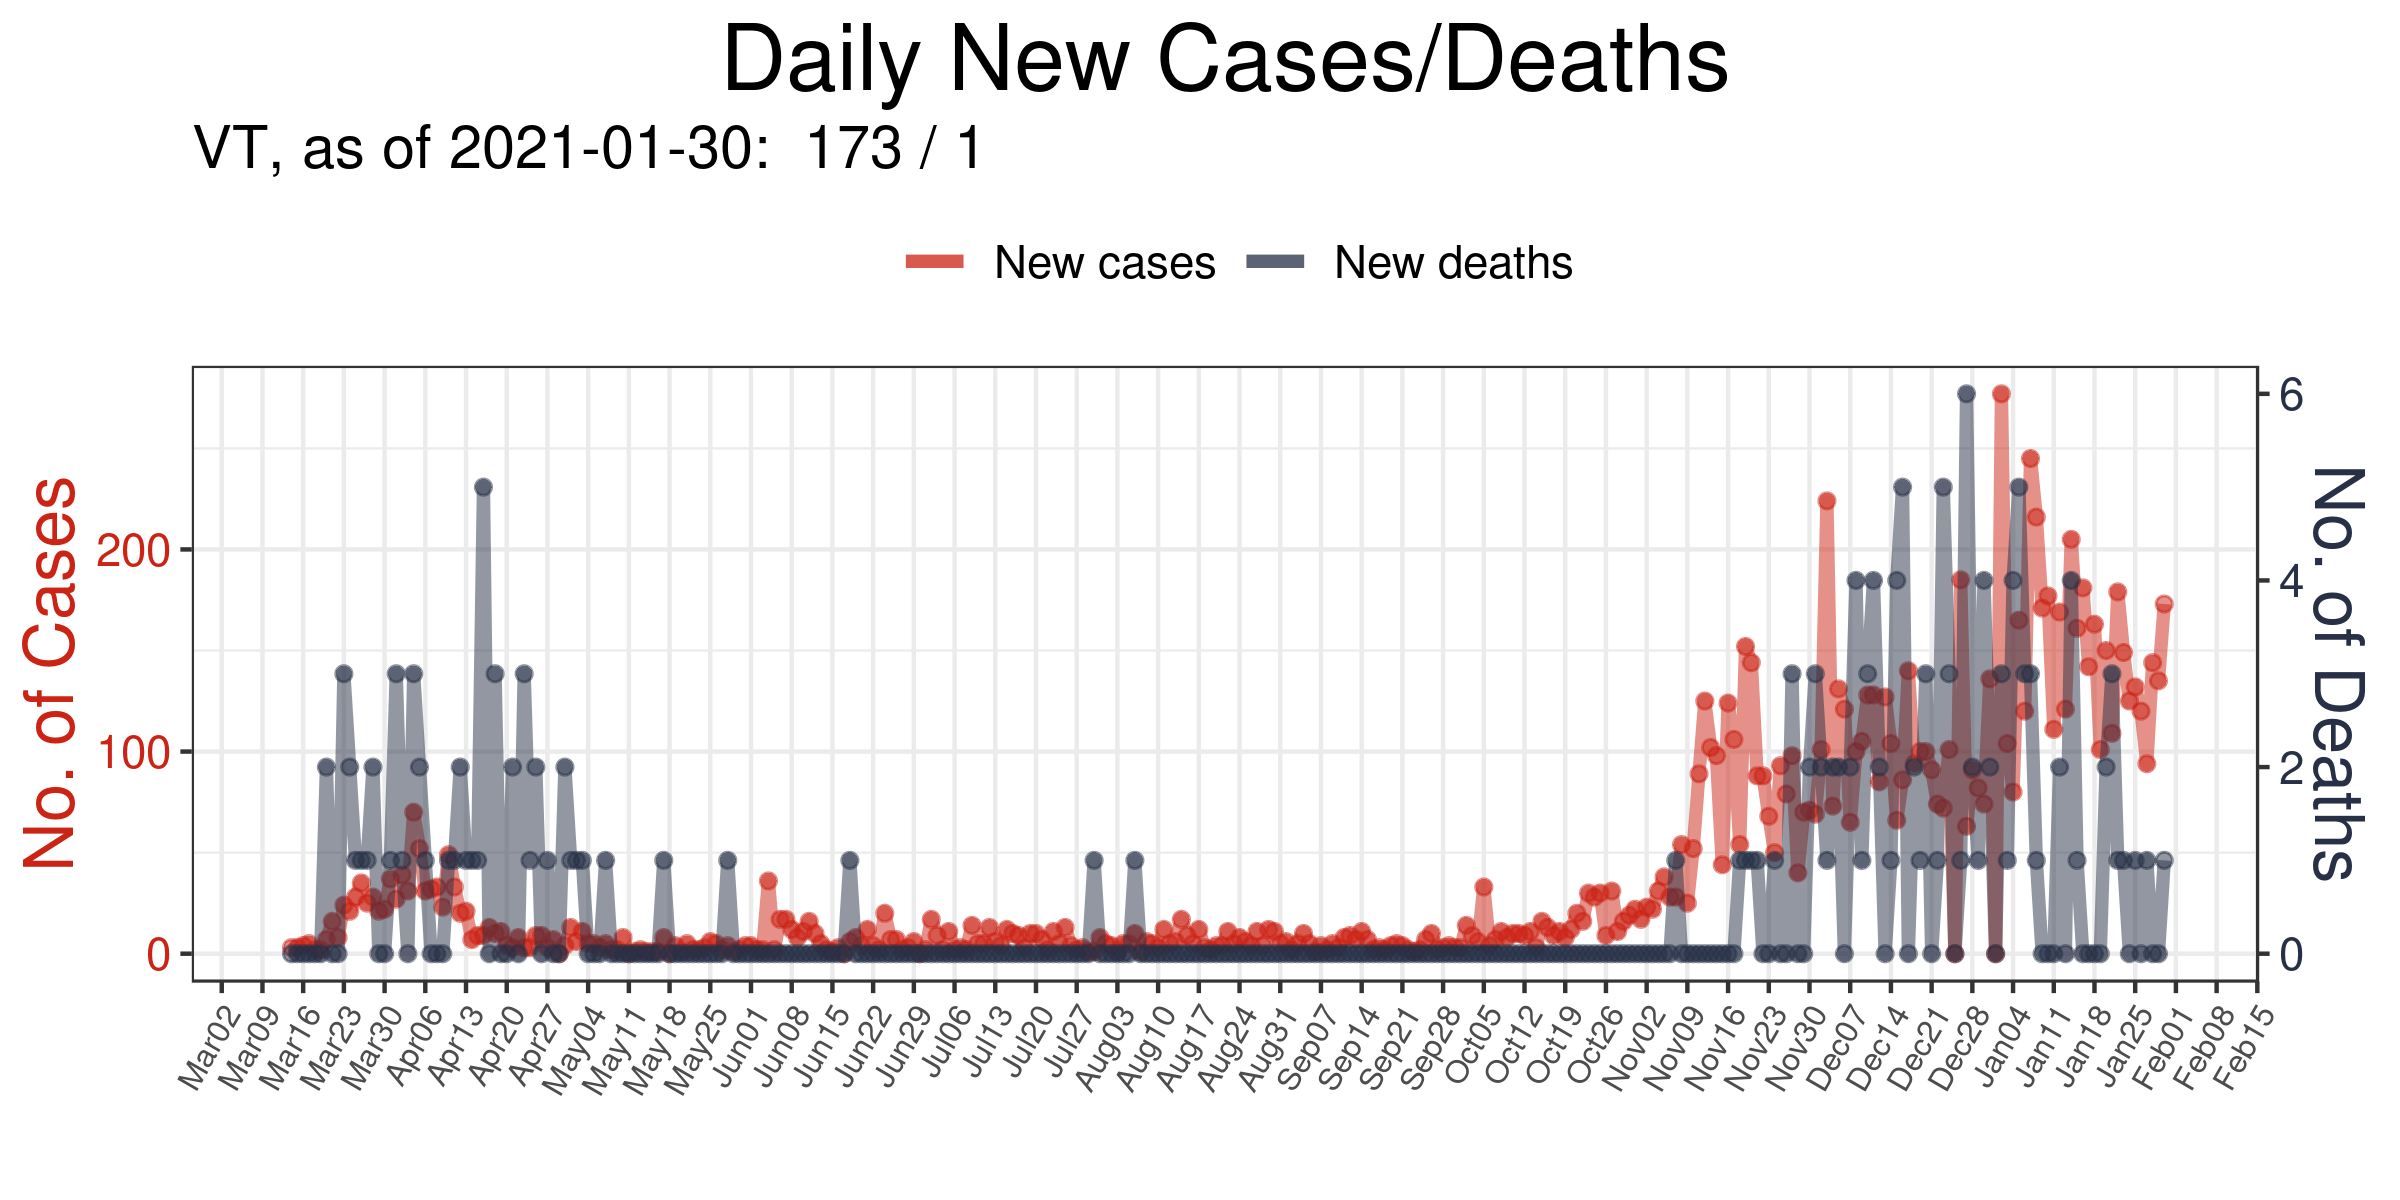 Daily New Cases/Deaths
VT, as of 2021-01-30:  173 / 1
New cases New deaths
No. of Cases
200
100
0
6
4
2
0
No. of Deaths
Mar02 Mar09 Mar16 Mar23 Mar30 Apr06 Apr13 Apr20 Apr27 May04 May11 May18 May25 Jun01 Jun08 Jun15 Jun22 Jun29 Jul06 Jul13 Jul20 Jul27 Aug03 Aug10 Aug17 Aug24 Aug31 Sep07 Sep14 Sep21 Sep28 Oct05 Oct12 Oct19 Oct26 Nov02 Nov09 Nov16 Nov23 Nov30 Dec07 Dec14 Dec21 Dec28 Jan04 Jan11 Jan18 Jan25 Feb01 Feb08 Feb15